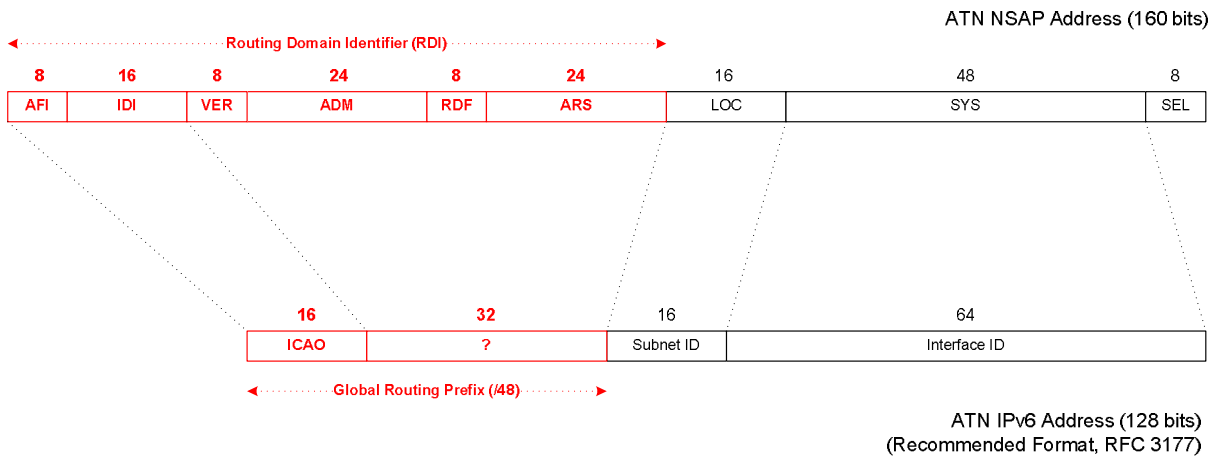 ATN NSAP Address (160 bits)
Routing Domain Identifier (RDI)
8 16 8 24 8 24 16 48 8
AFI IDI VER ADM RDF ARS LOC SYS SEL
16 32 16 64
ICAO ? Subnet ID Interface ID
Global Routing Prefix (/48)
ATN IPv6 Address (128 bits)
(Recommended Format, RFC 3177)